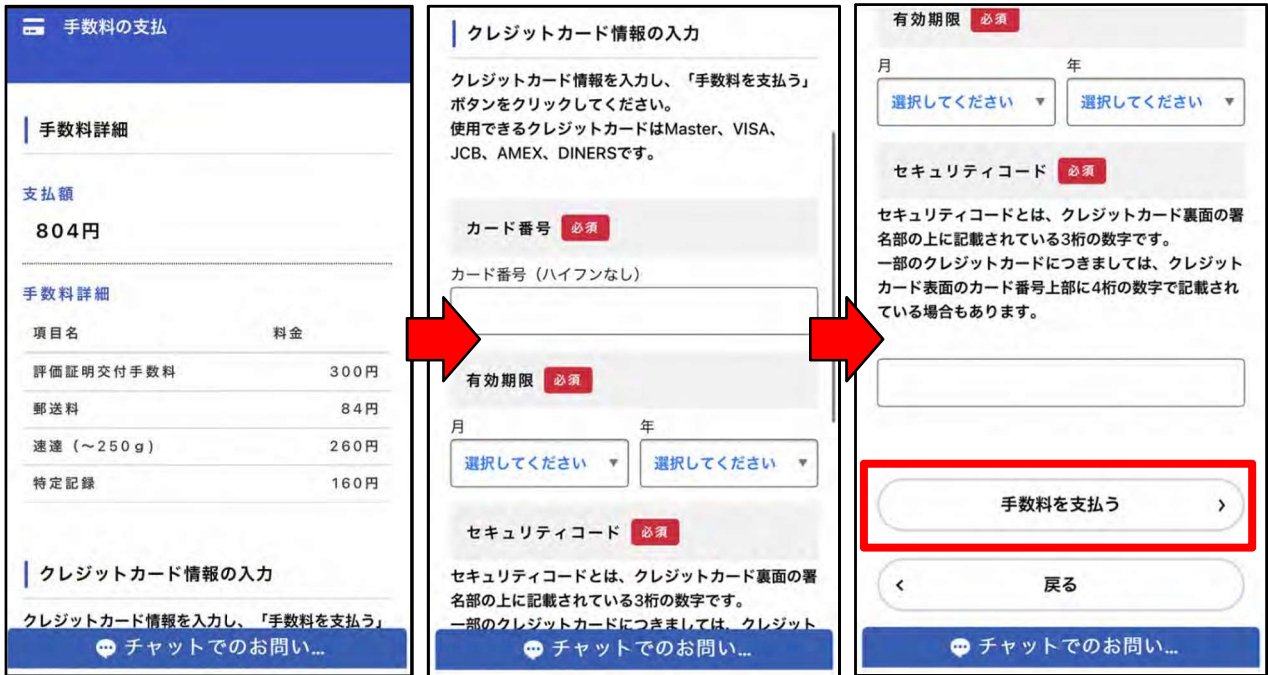 手数料の支払
手数料詳細
支払額
804円
手数料詳細
項目名 料金
評価証明交付手数料 300円
郵送料 84円
速達（～250g） 260円
特定記録 160円
クレジットカード情報の入力
クレジットカード情報を入力し、「手数料を支払う」
チャットでのお問い...
クレジットカード情報の入力
クレジットカード情報を入力し、「手数料を支払う」
ボタンをクリックしてください。
使用できるクレジットカードはMaster、VISA、
JCB、AMEX、DINERSです。
カード番号 必須
カード番号（ハイフンなし）
有効期限 必須
月 年
選択してください 選択してください
セキュリティコード 必須
セキュリティコードとは、クレジットカード裏面の署
名部の上に記載されている3桁の数字です。
一部のクレジットカードにつきましては、クレジット
チャットでのお問い...
有効期限 必須
月 年
選択してください 選択してください
セキュリティコード 必須
セキュリティコードとは、クレジットカード裏面の署
名部の上に記載されている3桁の数字です。
一部のクレジットカードにつきましては、クレジット
カード表面のカード番号上部に4桁の数字で記載され
ている場合もあります。
手数料を支払う
戻る
チャットでのお問い...